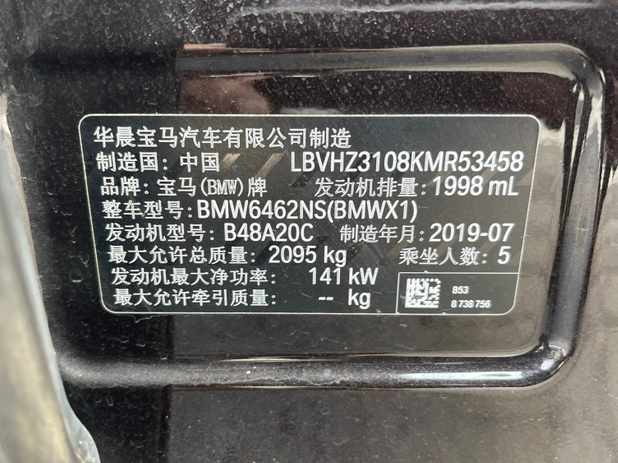 华晨宝马汽车有限公司制造
制造国: 中国 LBVHZ3108KMR53458
品牌: 宝马(BMW)牌 发动机排量: 1998 mL
整车型号:BMW6462NS(BMWX1)
发动机型号: B48A20C 制造年月: 2019-07
最大允许总质量: 2095 kg 乘坐人数: 5
发动机最大净功率: 141 kW
最大允许牵引质量: -- kg
B53
8 738 756